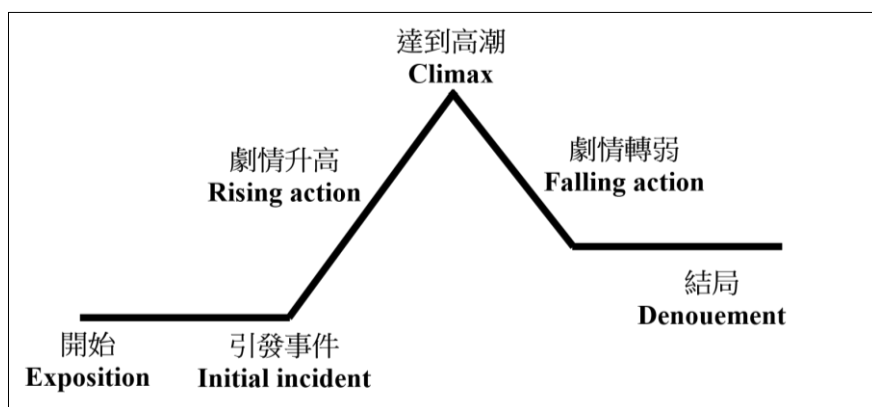 達到高潮
Climax
劇情升高
Rising action
劇情轉弱
Falling action
開始
Exposition
引發事件
Initial incident
結局
Denouement